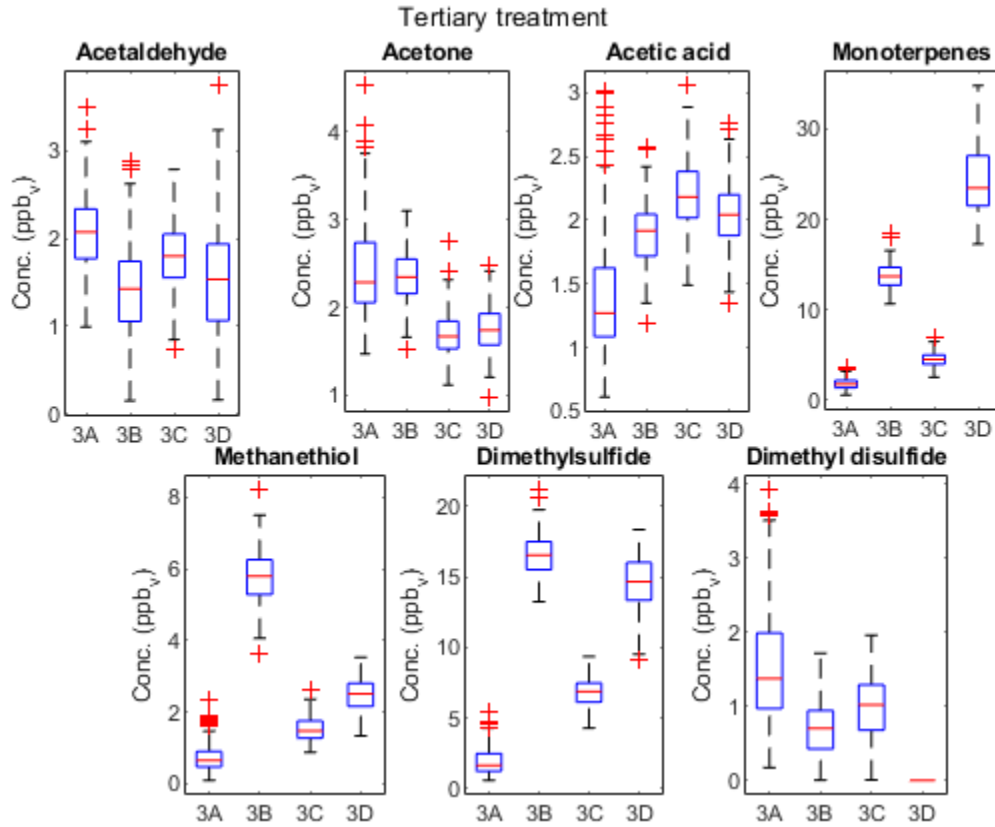 Tertiary treatment
Acetaldehyde
Acetone
Acetic acid
Monoterpenes
Conc. (ppbv)
3
2
1
0
3A 3B 3C 3D
Conc. (ppbv)
4
3
2
1
3A 3B 3C 3D
Conc. (ppbv)
3
2.5
2
1.5
1
0.5
3A 3B 3C 3D
Conc. (ppbv)
30
20
10
0
3A 3B 3C 3D
Methanethiol
Dimethylsulfide
Dimethyl disulfide
Conc. (ppbv)
8
6
4
2
0
3A 3B 3C 3D
Conc. (ppbv)
20
15
10
5
0
3A 3B 3C 3D
Conc. (ppbv)
4
3
2
1
0
3A 3B 3C 3D